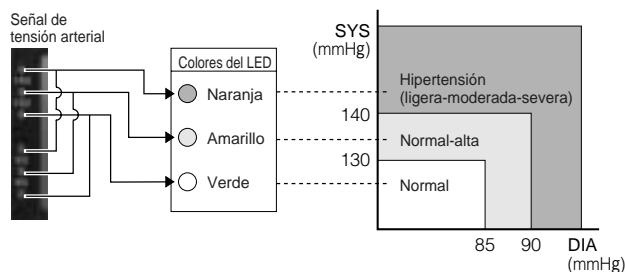 Señal de
tensión arterial
Colores del LED
Naranja
Amarillo
Verde
SYS
(mmHg)
Hipertensión
(ligera-moderada-severa)
140
Normal-alta
130
Normal
85 90 DIA
(mmHg)